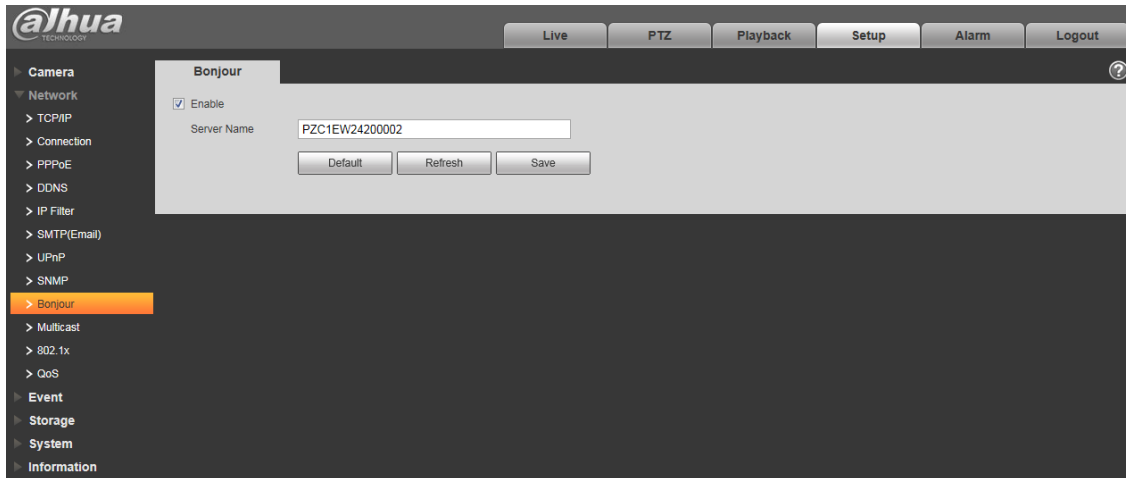 alhua
TECHNOLOGY
Live PTZ Playback Setup Alarm Logout
Camera
Network
> TCP/IP
> Connection
> PPPoE
> DDNS
> IP Filter
> SMTP(Email)
> UPnP
> SNMP
> Bonjour
> Multicast
> 802.1x
> QoS
Event
Storage
System
Information
Bonjour
?
Enable
Server Name PZC1EW24200002
Default Refresh Save